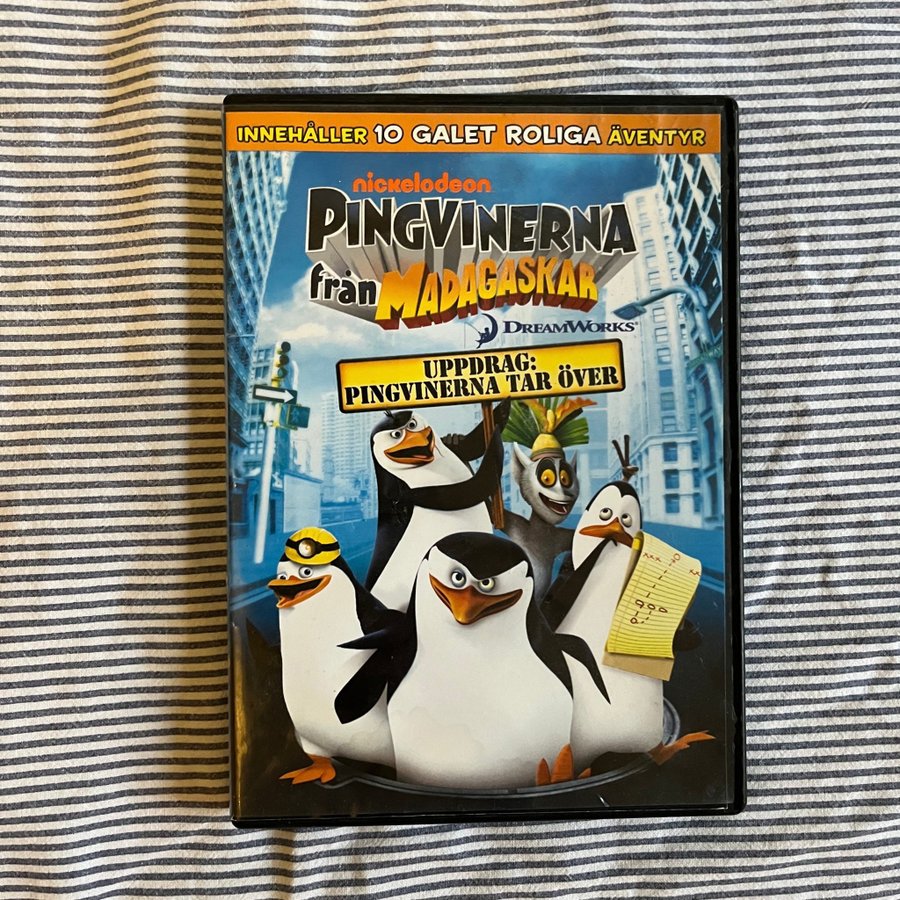 INNEHÅLLER 10 GALET ROLIGA ÄVENTYR
nickelodeon
PINGVINERNA
från MADAGASKAR
DREAMWORKS®
UPPDRAG:
PINGVINERNA TAR ÖVER